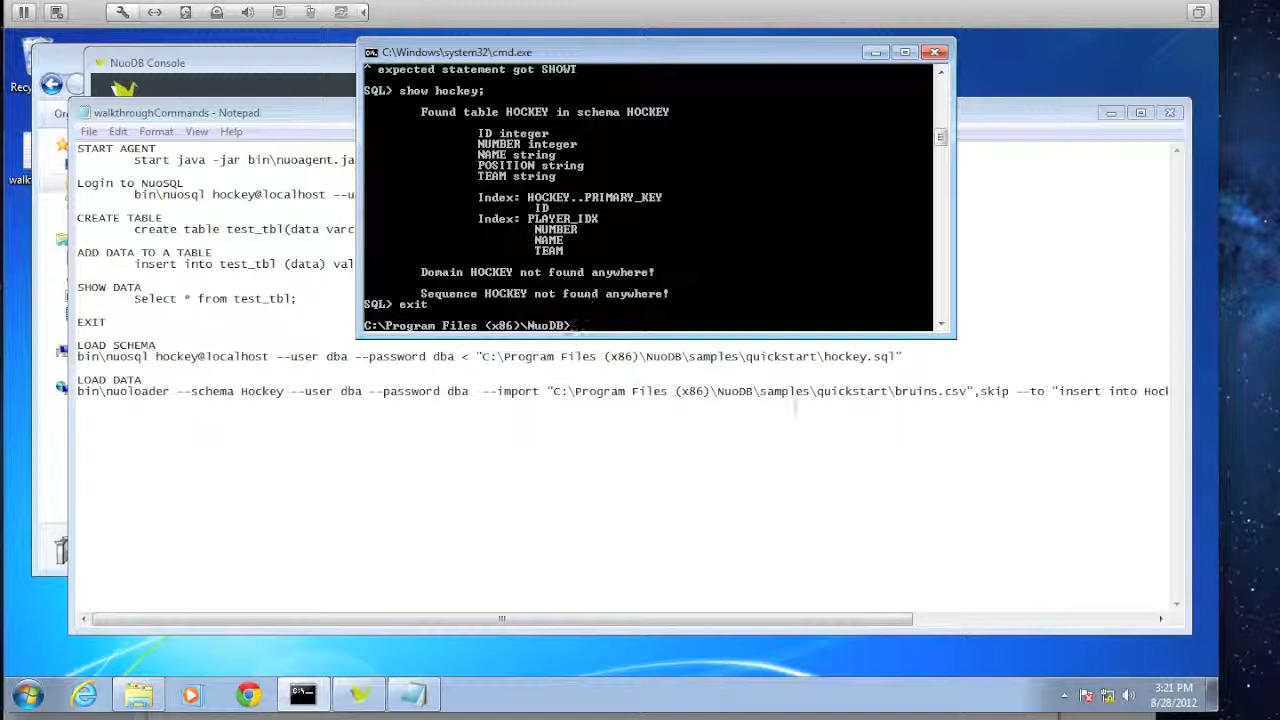 Recy
NuoDB Console
C:\Windows\system32\cmd.exe
^ expected statement got SHOWT
SQL> show hockey;
Found table HOCKEY in schema HOCKEY
ID integer
NUMBER integer
NAME string
POSITION string
TEAM string
Index: HOCKEY..PRIMARY_KEY
ID
Index: PLAYER_IDX
NUMBER
NAME
TEAM
Domain HOCKEY not found anywhere!
Sequence HOCKEY not found anywhere!
SQL> exit
C:\Program Files (x86)\NuoDB>
Or
walkthroughCommands - Notepad
File Edit Format View Help
walk
START AGENT
start java -jar bin\nuoagent.ja
Login to NuoSQL
bin\nuosql hockey@localhost --u
CREATE TABLE
create table test_tbl(data varc
ADD DATA TO A TABLE
insert into test_tbl (data) val
SHOW DATA
Select * from test_tbl;
EXIT
LOAD SCHEMA
bin\nuosql hockey@localhost --user dba --password dba < "C:\Program Files (x86)\NuoDB\samples\quickstart\hockey.sql"
LOAD DATA
bin\nuoloader --schema Hockey --user dba --password dba --import "C:\Program Files (x86)\NuoDB\samples\quickstart\bruins.csv",skip --to "insert into Hock
3:21 PM
8/28/2012